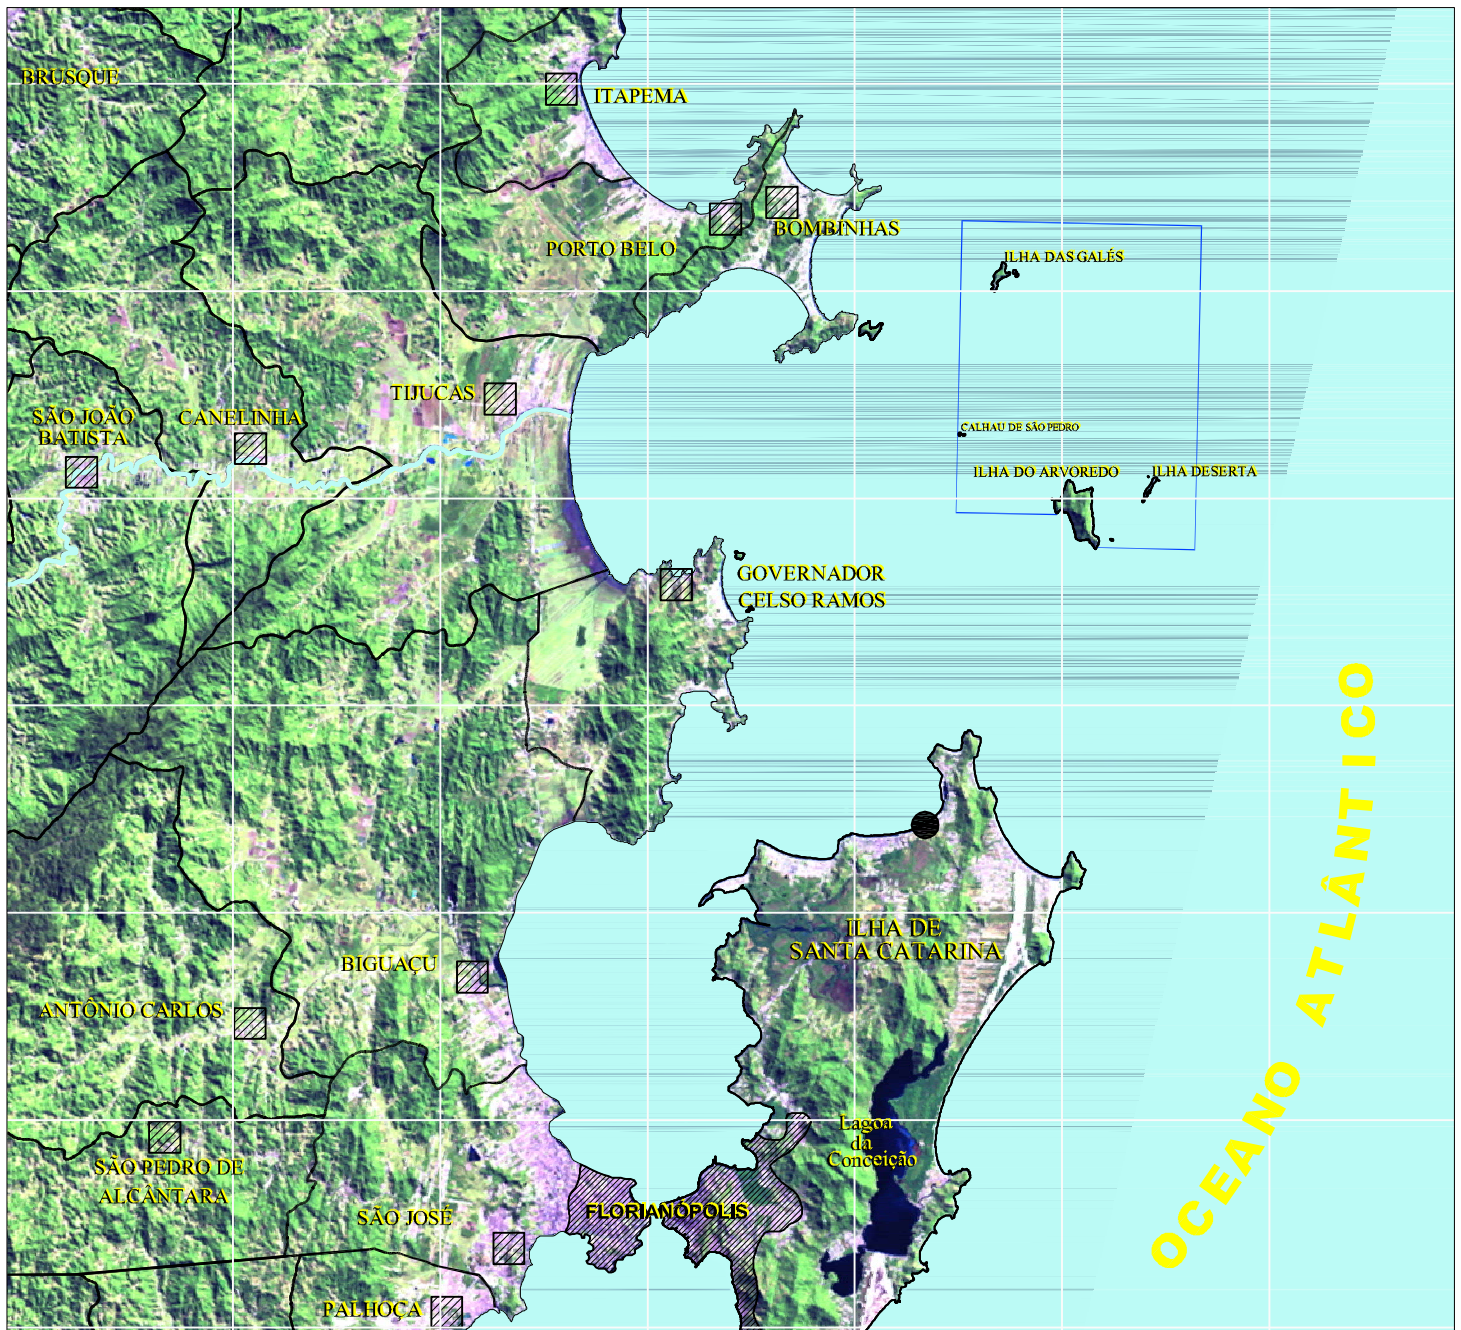 BRUSQUE
ITAPEMA
BOMBINHAS
PORTO BELO
ILHA DAS GALÉS
TIJUCAS
SÃO JOÃO
BATISTA
CANELINHA
CALHAU DE SÃO PEDRO
ILHA DO ARVOREDO
ILHA DESERTA
GOVERNADOR
CELSO RAMOS
OCEANO ATLÂNTICO
ILHA DE
SANTA CATARINA
BIGUAÇU
ANTÔNIO CARLOS
Lagoa
da
Conceição
SÃO PEDRO DE
ALCÂNTARA
FLORIANÓPOLIS
SÃO JOSÉ
PALHOÇA